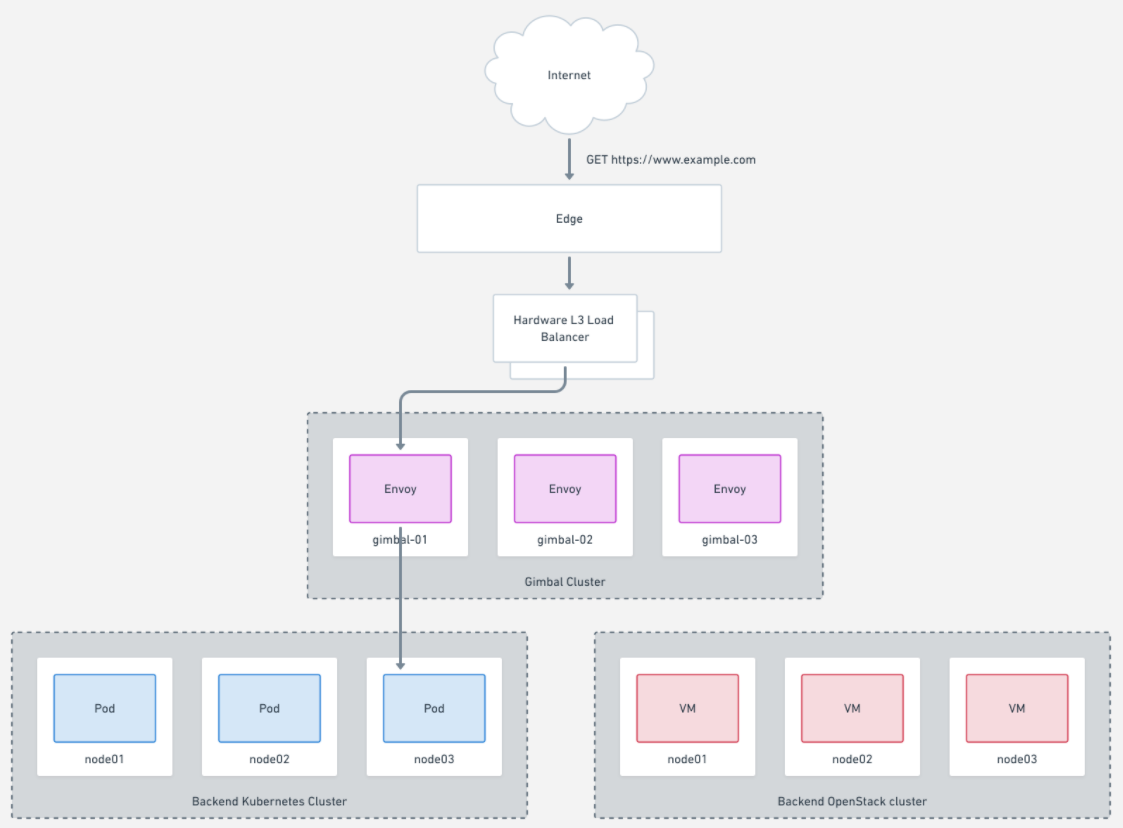 Internet
GET https://www.example.com
Edge
Hardware L3 Load
Balancer
Envoy
Envoy
Envoy
gimbal-01
gimbal-02
gimbal-03
Gimbal Cluster
Pod
Pod
Pod
node01
node02
node03
Backend Kubernetes Cluster
VM
VM
VM
node01
node02
node03
Backend OpenStack cluster